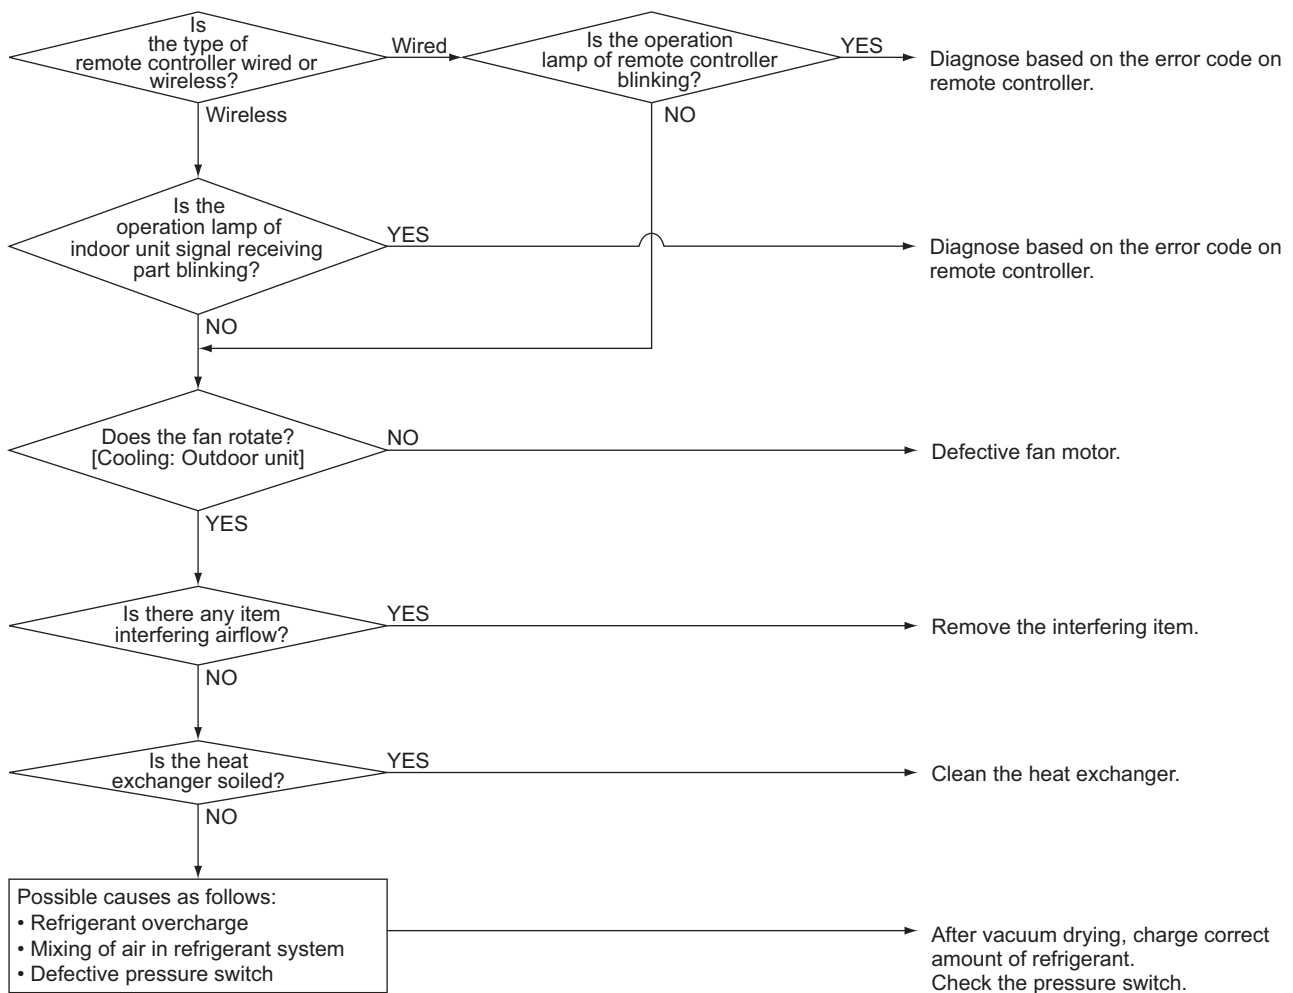 Is
the type of
remote controller wired or
wireless?
Wired
Is the operation
lamp of remote controller
blinking?
YES
Diagnose based on the error code on
remote controller.
Wireless
NO
Is the
operation lamp of
indoor unit signal receiving
part blinking?
YES
Diagnose based on the error code on
remote controller.
NO
Does the fan rotate?
[Cooling: Outdoor unit]
NO
Defective fan motor.
YES
Is there any item
interfering airflow?
YES
Remove the interfering item.
NO
Is the heat
exchanger soiled?
YES
Clean the heat exchanger.
NO
Possible causes as follows:
• Refrigerant overcharge
• Mixing of air in refrigerant system
• Defective pressure switch
After vacuum drying, charge correct
amount of refrigerant.
Check the pressure switch.